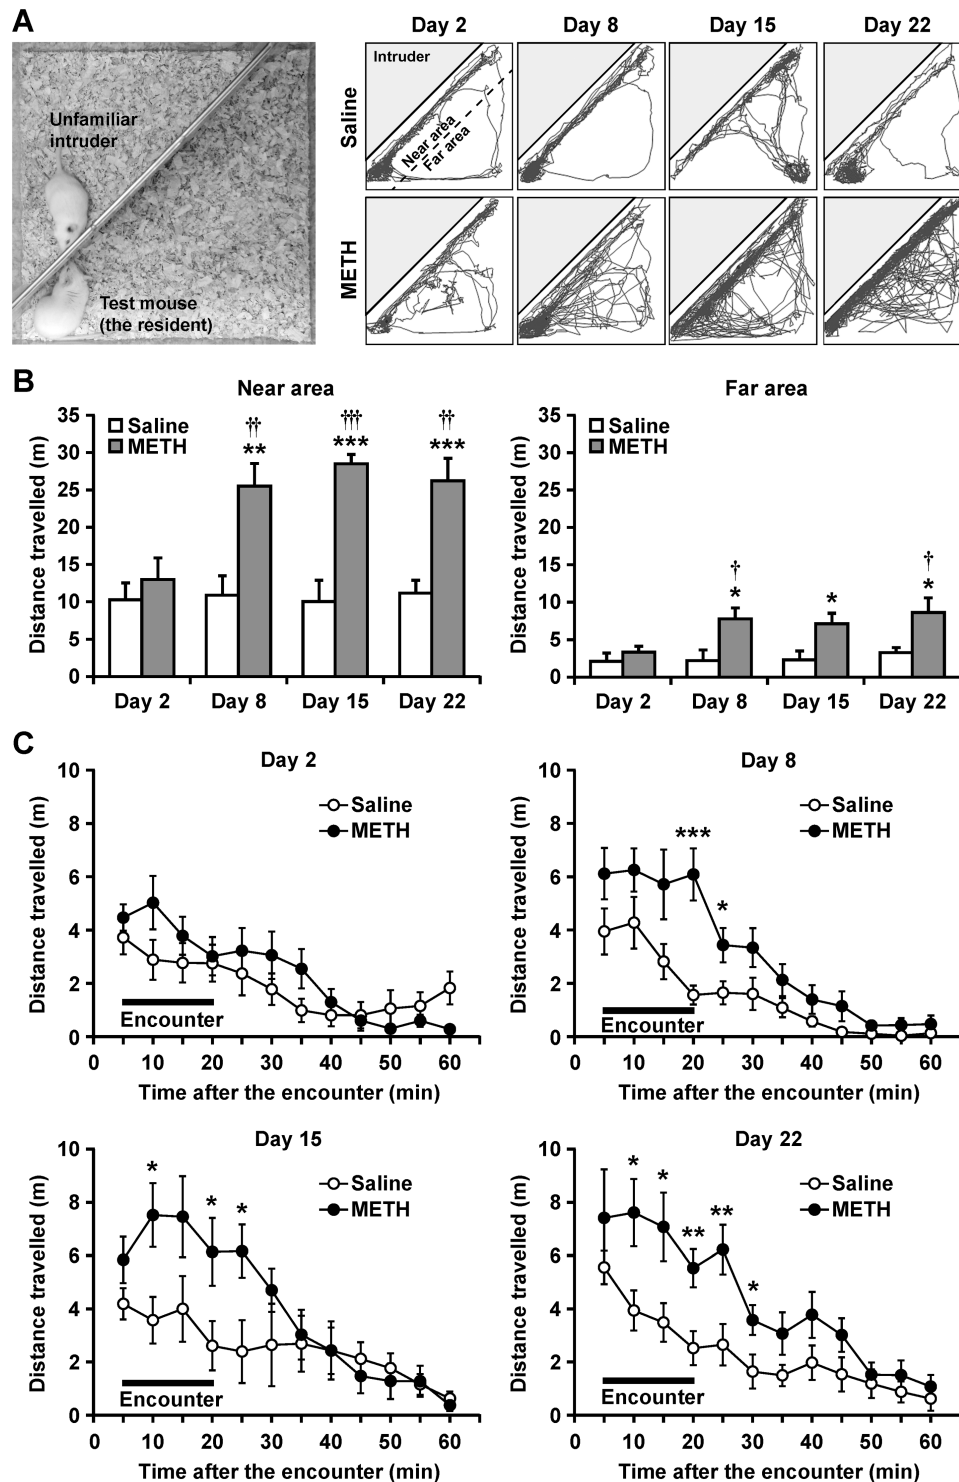 A
Unfamiliar
intruder
Test mouse
(the resident)
Day 2
Day 8
Day 15
Day 22
Saline
Intruder
Near area
Far area
METH
B
Near area
Distance travelled (m)
35
30
25
20
15
10
5
0
Saline
METH
††
**
†††
***
††
***
Day 2
Day 8
Day 15
Day 22
Far area
Distance travelled (m)
35
30
25
20
15
10
5
0
Saline
METH
†
*
*
†
*
Day 2
Day 8
Day 15
Day 22
C
Day 2
Distance travelled (m)
10
8
6
4
2
0
Saline
METH
Encounter
0 10 20 30 40 50 60
Time after the encounter (min)
Day 8
Distance travelled (m)
10
8
6
4
2
0
Saline
METH
***
*
Encounter
0 10 20 30 40 50 60
Time after the encounter (min)
Day 15
Distance travelled (m)
10
8
6
4
2
0
Saline
METH
*
* *
Encounter
0 10 20 30 40 50 60
Time after the encounter (min)
Day 22
Distance travelled (m)
10
8
6
4
2
0
Saline
METH
* *
** **
*
Encounter
0 10 20 30 40 50 60
Time after the encounter (min)